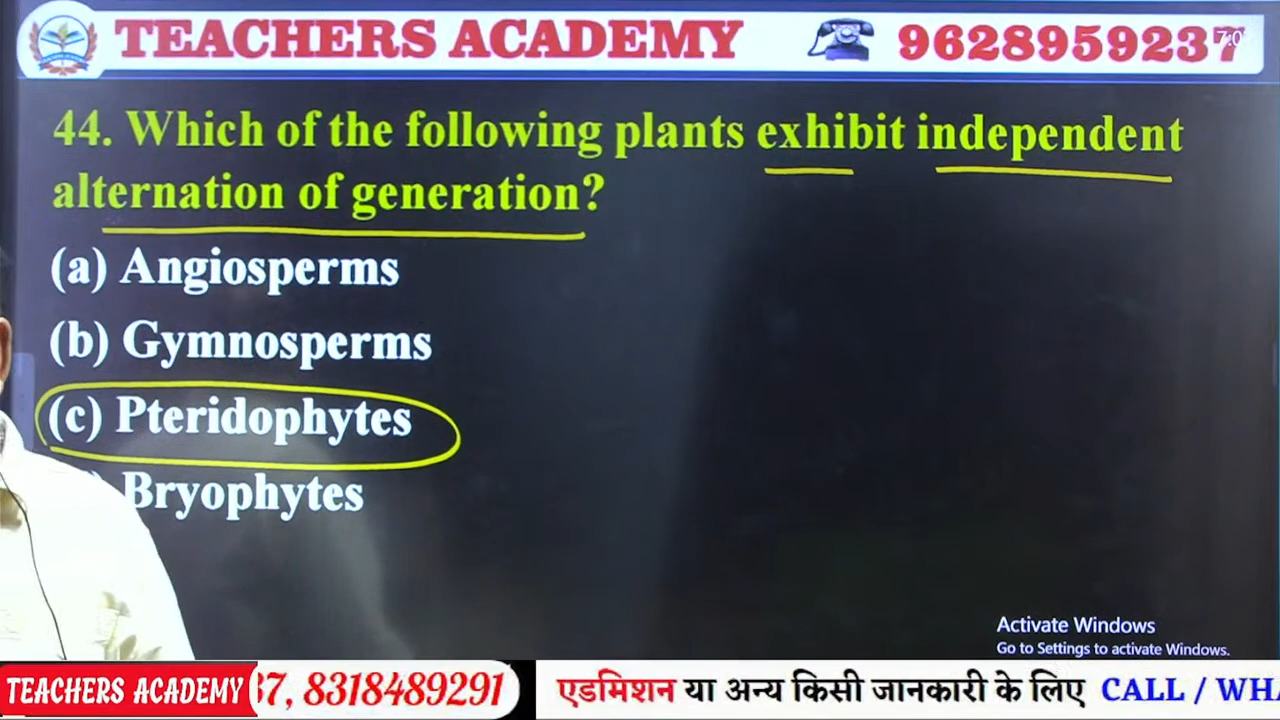 TEACHERS ACADEMY
9628959237
44. Which of the following plants exhibit independent
alternation of generation?
(a) Angiosperms
(b) Gymnosperms
(c) Pteridophytes
Bryophytes
Activate Windows
Go to Settings to activate Windows.
TEACHERS ACADEMY
37, 8318489291
एडमिशन या अन्य किसी जानकारी के लिए CALL / WHA